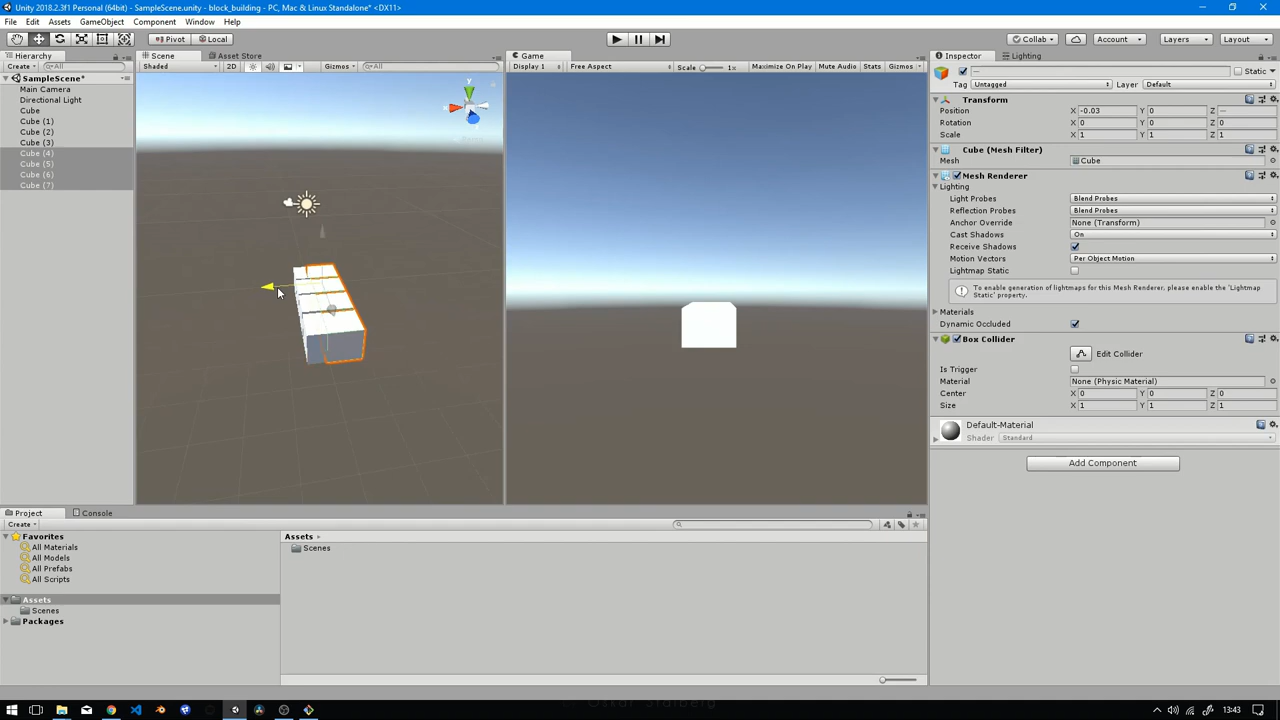 Unity 2018.2.3f1 Personal (64bit) - SampleScene.unity - block_building - PC, Mac & Linux Standalone* <DX11>
File Edit Assets GameObject Component Window Help
Pivot Local Collab Account Layers Layout
Hierarchy Scene Asset Store Game Inspector Lighting
Create All Shaded 2D Gizmos All Display 1 Free Aspect Scale 1x Maximize On Play Mute Audio Stats Gizmos Static
SampleScene*
Tag Untagged Layer Default
Main Camera
Directional Light
Cube
Cube (1)
Cube (2)
Cube (3)
Cube (4)
Cube (5)
Cube (6)
Cube (7)
y
x
Transform
Position X -0.03 Y 0 Z —
Rotation X 0 Y 0 Z 0
Scale X 1 Y 1 Z 1
Cube (Mesh Filter)
Mesh Cube
Mesh Renderer
Lighting
Light Probes Blend Probes
Reflection Probes Blend Probes
Anchor Override None (Transform)
Cast Shadows On
Receive Shadows
Motion Vectors Per Object Motion
Lightmap Static
To enable generation of lightmaps for this Mesh Renderer, please enable the 'Lightmap
Static' property.
Materials
Dynamic Occluded
Box Collider
Edit Collider
Is Trigger
Material None (Physic Material)
Center X 0 Y 0 Z 0
Size X 1 Y 1 Z 1
Default-Material
Shader Standard
Add Component
Project Console
Create
Favorites
All Materials
All Models
All Prefabs
All Scripts
Assets
Scenes
Packages
Assets
Scenes
Oskar Stålberg
13:43